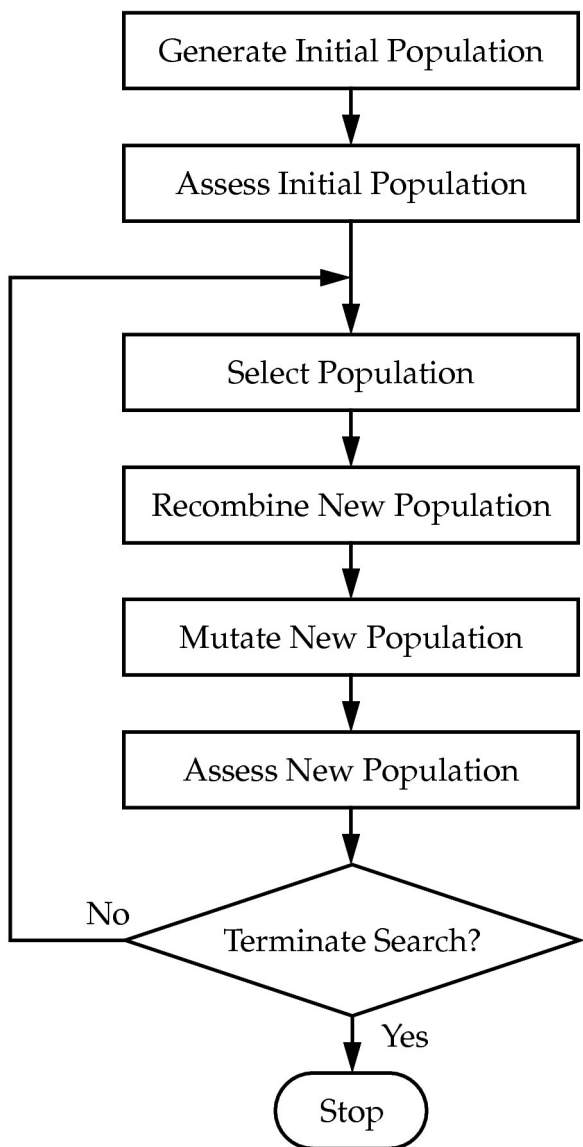 Generate Initial Population
Assess Initial Population
Select Population
Recombine New Population
Mutate New Population
Assess New Population
No
Terminate Search?
Yes
Stop